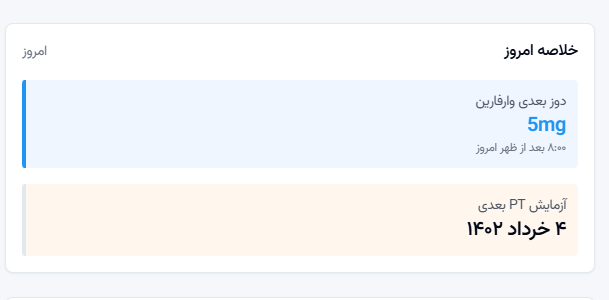 خلاصه امروز
امروز
دوز بعدی وارفارین
5mg
۸:۰۰ بعد از ظهر امروز
آزمایش PT بعدی
۴ خرداد ۱۴۰۲